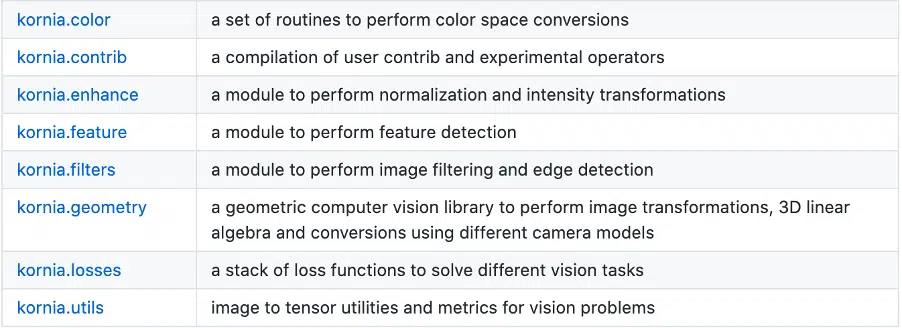 kornia.color a set of routines to perform color space conversions
kornia.contrib a compilation of user contrib and experimental operators
kornia.enhance a module to perform normalization and intensity transformations
kornia.feature a module to perform feature detection
kornia.filters a module to perform image filtering and edge detection
kornia.geometry a geometric computer vision library to perform image transformations, 3D linear
algebra and conversions using different camera models
kornia.losses a stack of loss functions to solve different vision tasks
kornia.utils image to tensor utilities and metrics for vision problems